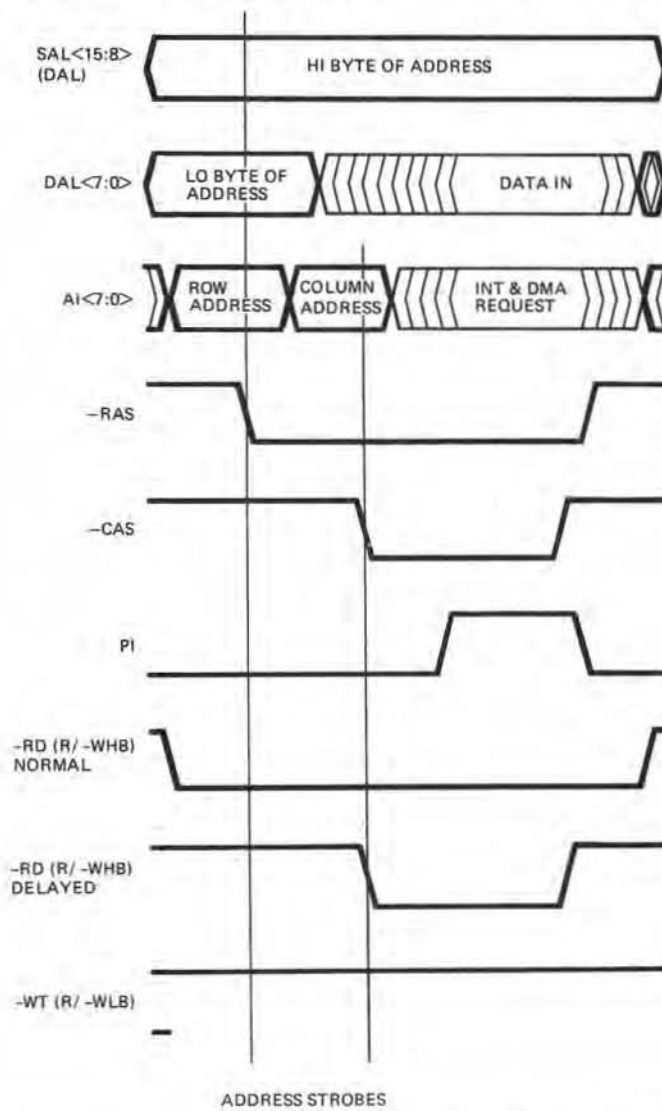 SAL<15:8>
(DAL)
HI BYTE OF ADDRESS
DAL<7:0>
LO BYTE OF
ADDRESS
DATA IN
AI<7:0>
ROW
ADDRESS
COLUMN
ADDRESS
INT & DMA
REQUEST
-RAS
-CAS
PI
-RD (R/ -WHB)
NORMAL
-RD (R/ -WHB)
DELAYED
-WT (R/ -WLB)
ADDRESS STROBES